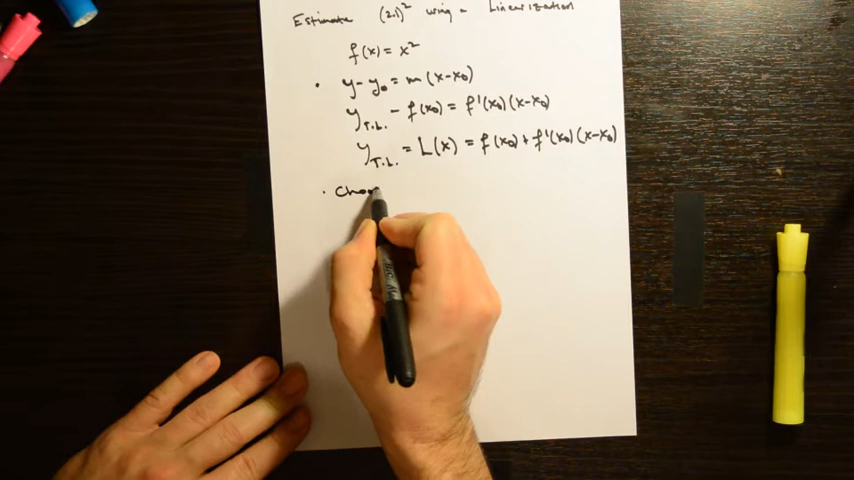 Estimate (2.1)² using a Linearization
f(x) = x²
• y - y₀ = m(x-x₀)
y_T.L. - f(x₀) = f'(x₀)(x-x₀)
y_T.L. = L(x) = f(x₀) + f'(x₀)(x-x₀)
• Choo